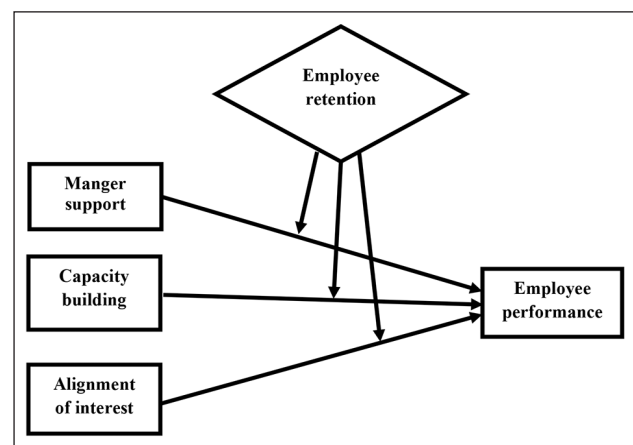 Employee
retention
Manger
support
Capacity
building
Employee
performance
Alignment
of interest